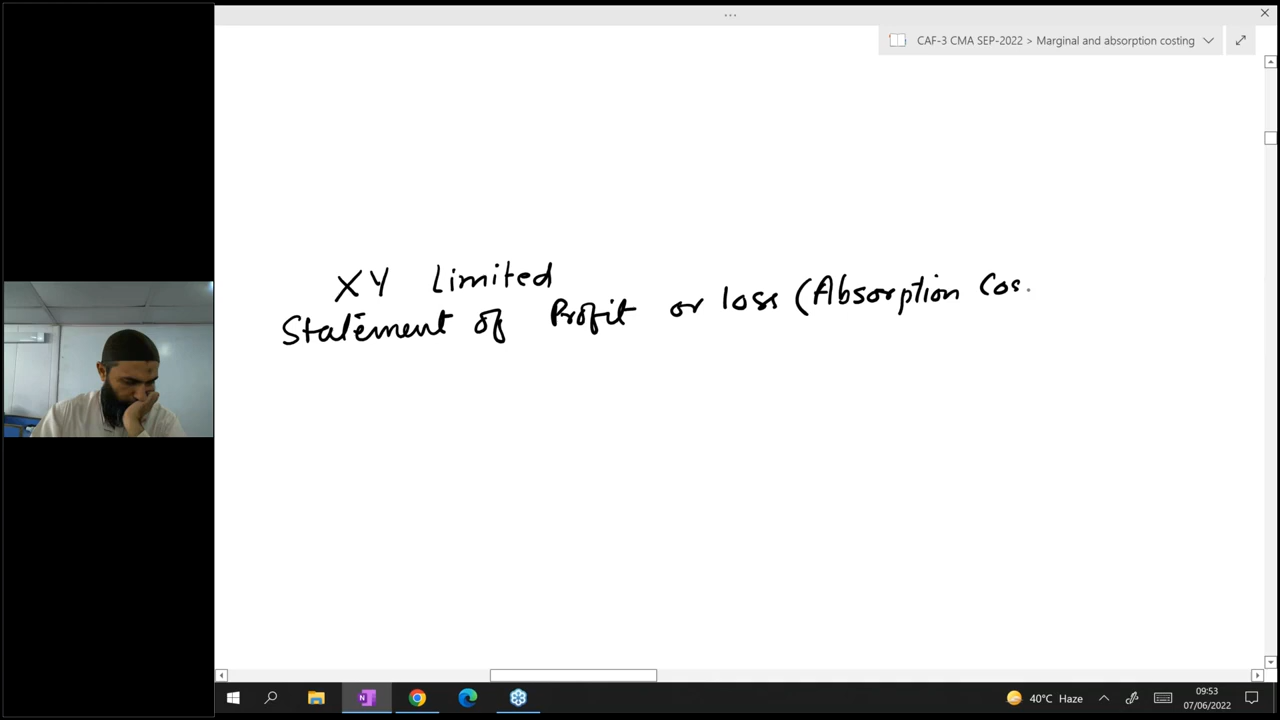 CAF-3 CMA SEP-2022 > Marginal and absorption costing
XY Limited
Statement of Profit or loss (Absorption Cos
40°C Haze
09:53
07/06/2022